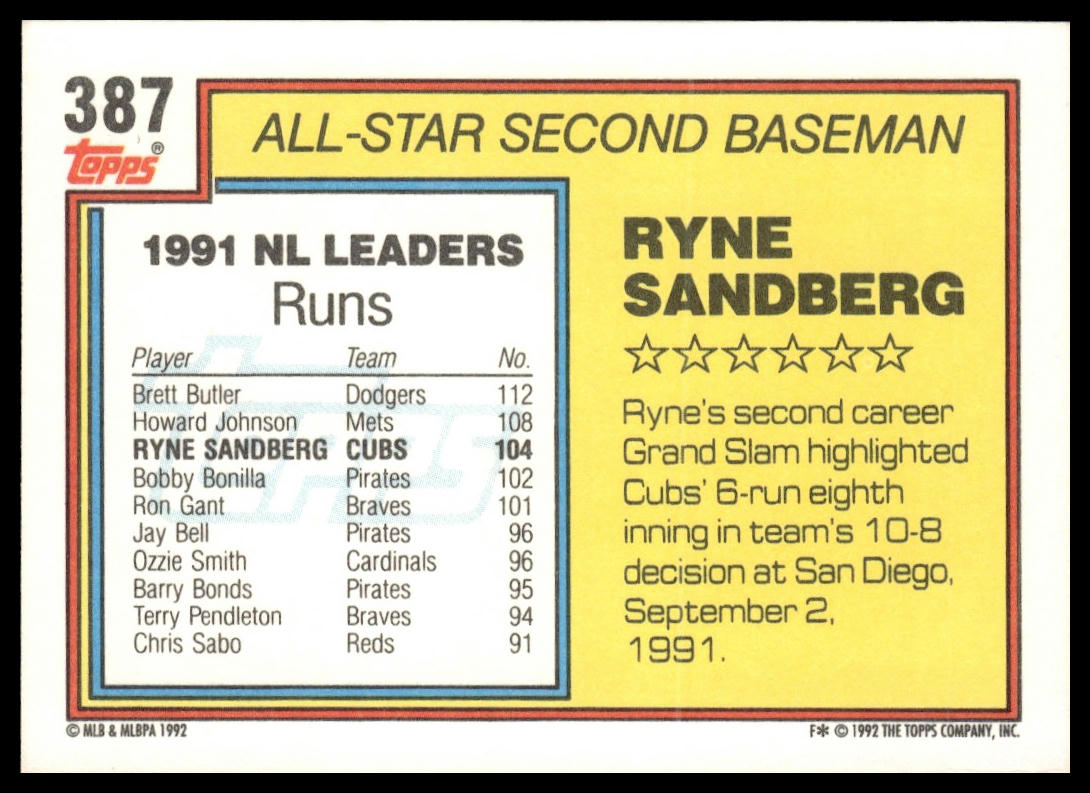 387
Topps®
ALL-STAR SECOND BASEMAN
1991 NL LEADERS
Runs
Player Team No.
Brett Butler Dodgers 112
Howard Johnson Mets 108
RYNE SANDBERG CUBS 104
Bobby Bonilla Pirates 102
Ron Gant Braves 101
Jay Bell Pirates 96
Ozzie Smith Cardinals 96
Barry Bonds Pirates 95
Terry Pendleton Braves 94
Chris Sabo Reds 91
Topps
RYNE
SANDBERG
☆☆☆☆☆☆
Ryne's second career
Grand Slam highlighted
Cubs' 6-run eighth
inning in team's 10-8
decision at San Diego,
September 2,
1991.
© MLB & MLBPA 1992
F* © 1992 THE TOPPS COMPANY, INC.